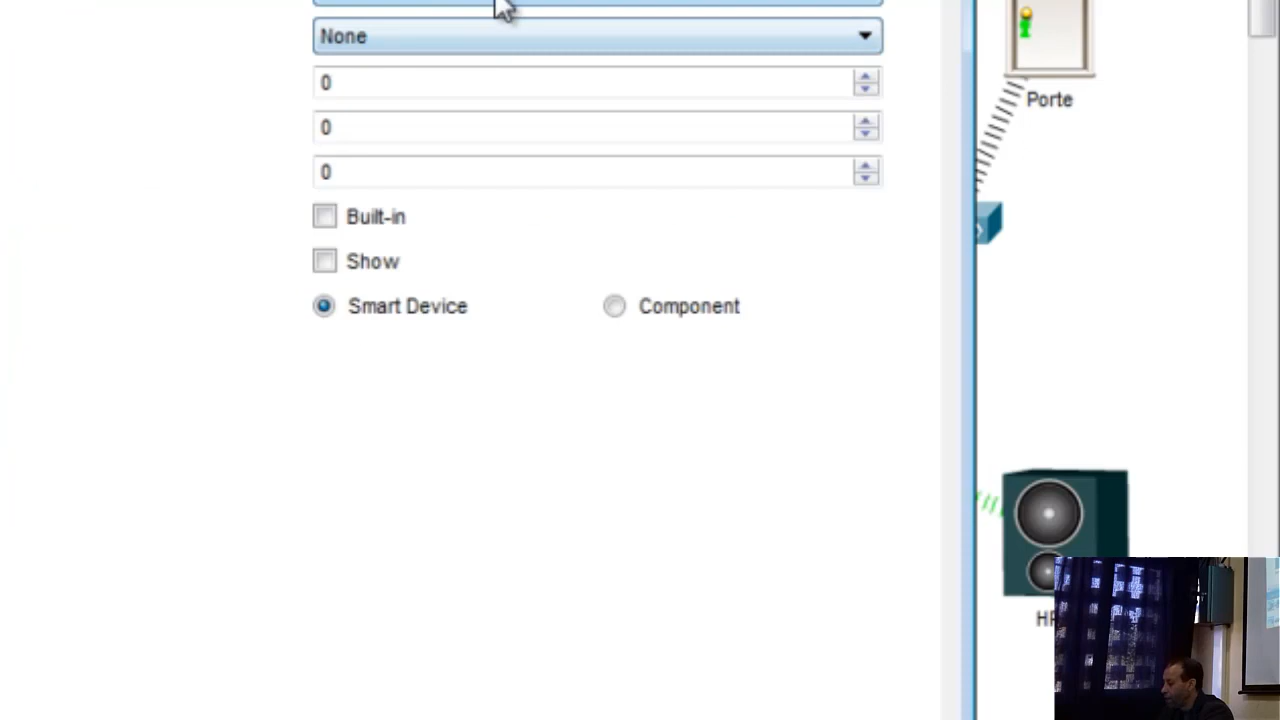 None
0
Porte
0
0
Built-in
Show
Smart Device
Component